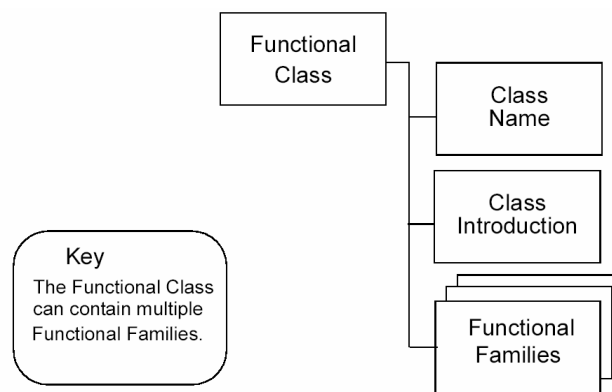 Functional
Class
Class
Name
Class
Introduction
Key
The Functional Class
can contain multiple
Functional Families.
Functional
Families